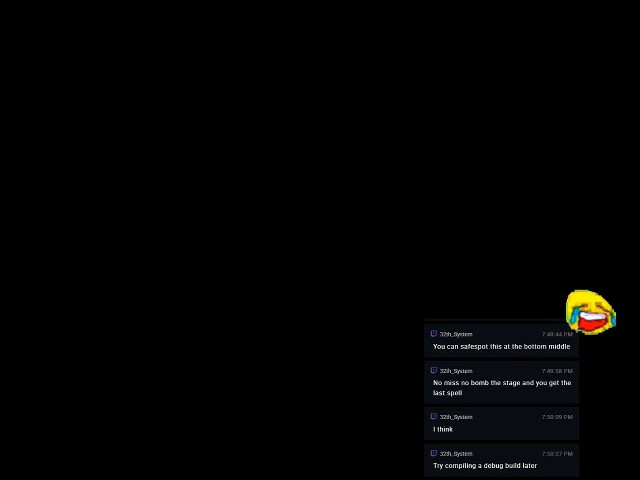 32th_System 7:48:44 PM
You can safespot this at the bottom middle
32th_System 7:49:58 PM
No miss no bomb the stage and you get the
last spell
32th_System 7:50:09 PM
I think
32th_System 7:50:27 PM
Try compiling a debug build later